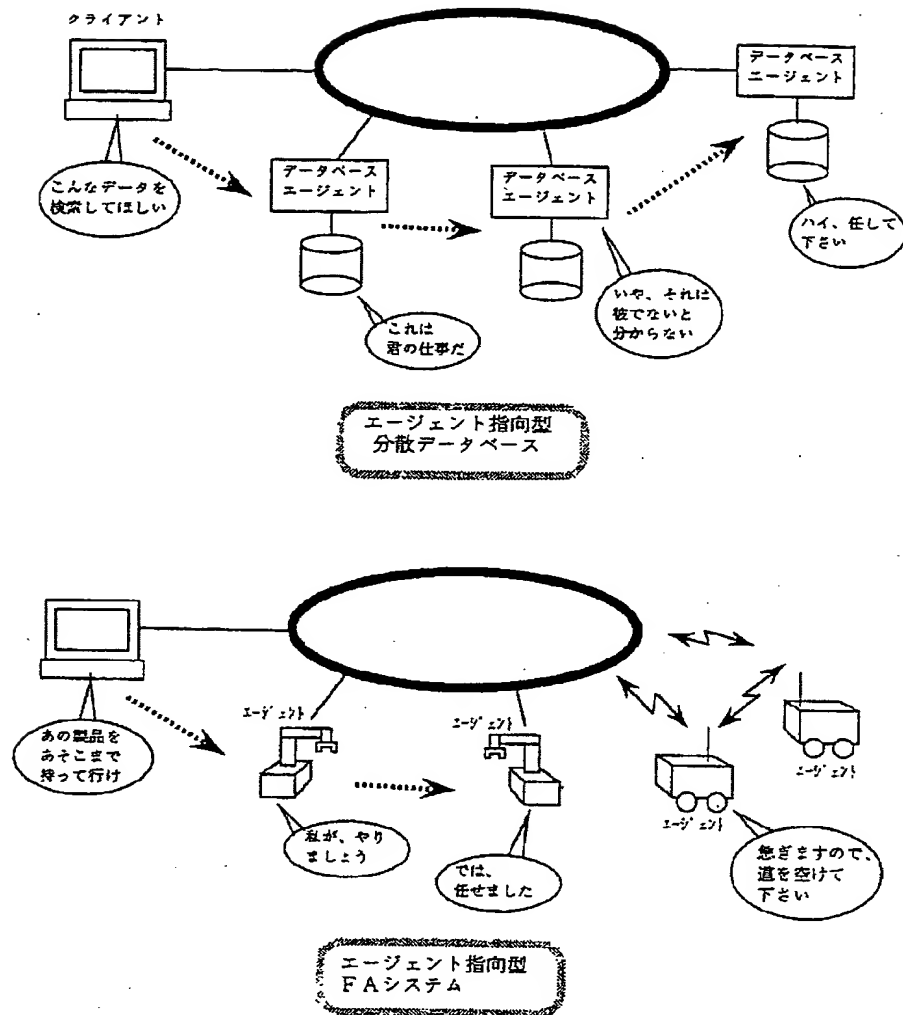 クライアント
データベース
エージェント
こんなデータを
検索してほしい
データベース
エージェント
データベース
エージェント
ハイ、任して
下さい
いや、それは
彼でないと
分からない
これは
君の仕事だ
エージェント指向型
分散データベース
あの製品を
あそこまで
持って行け
エージェント
エージェント
エージェント
エージェント
私が、やり
ましょう
では、
任せました
急ぎますので、
道を空けて
下さい
エージェント指向型
FAシステム